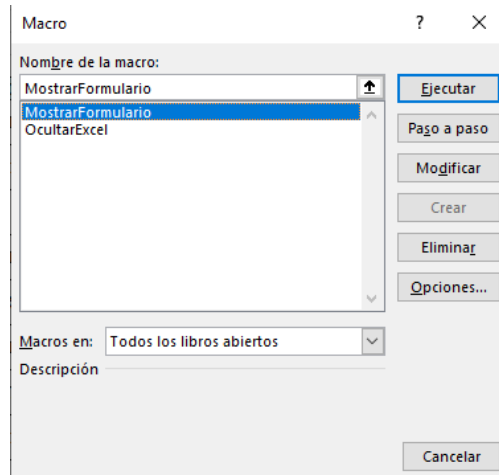 Macro
?
Nombre de la macro:
MostrarFormulario
MostrarFormulario
OcultarExcel
Ejecutar
Paso a paso
Modificar
Crear
Eliminar
Opciones...
Macros en: Todos los libros abiertos
Descripción
Cancelar